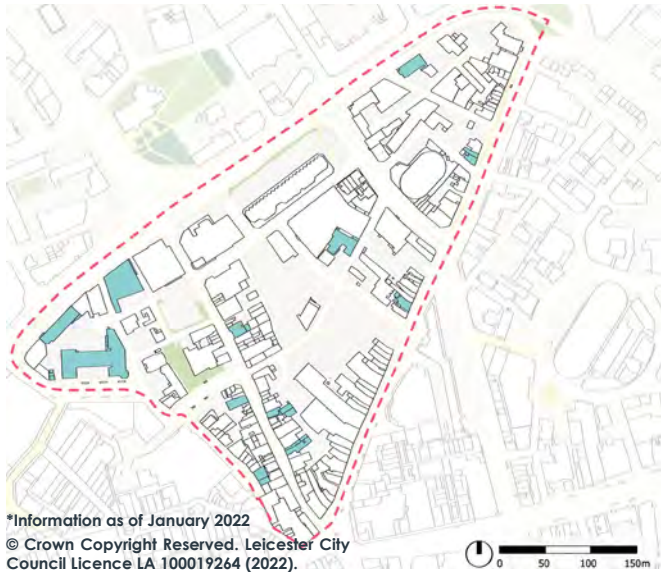 *Information as of January 2022
© Crown Copyright Reserved. Leicester City
Council Licence LA 100019264 (2022).
0 50 100 150m